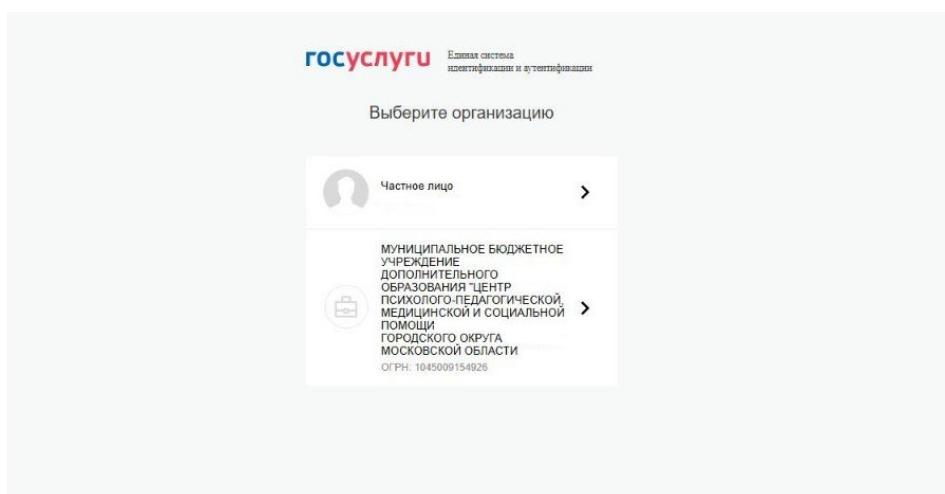 госуслуги
Единая система
идентификации и аутентификации
Выберите организацию
Частное лицо
МУНИЦИПАЛЬНОЕ БЮДЖЕТНОЕ
УЧРЕЖДЕНИЕ
ДОПОЛНИТЕЛЬНОГО
ОБРАЗОВАНИЯ "ЦЕНТР
ПСИХОЛОГО-ПЕДАГОГИЧЕСКОЙ,
МЕДИЦИНСКОЙ И СОЦИАЛЬНОЙ
ПОМОЩИ
ГОРОДСКОГО ОКРУГА
МОСКОВСКОЙ ОБЛАСТИ
ОГРН: 1045009154926